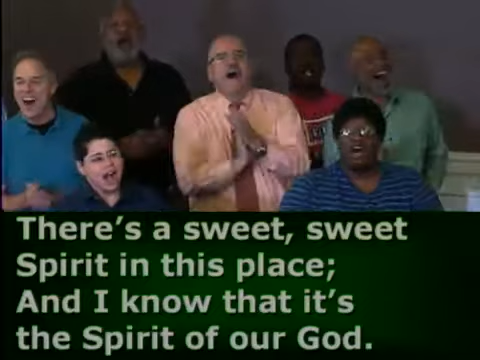 There's a sweet, sweet
Spirit in this place;
And I know that it's
the Spirit of our God.